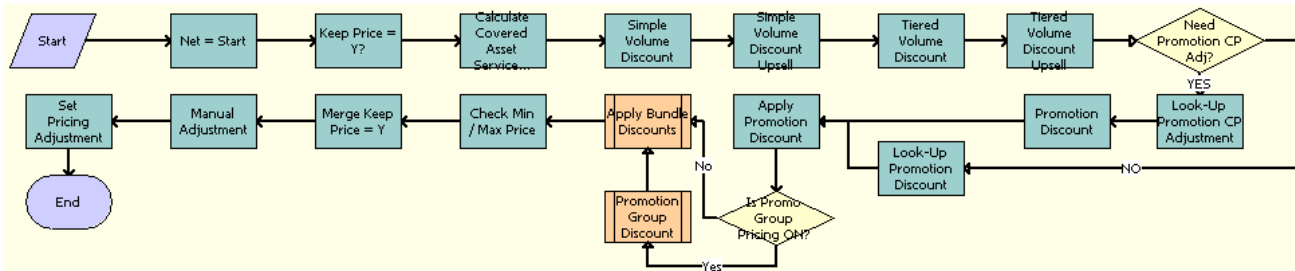 Start
Net = Start
Keep Price =
Y?
Calculate
Covered
Asset
Service...
Simple
Volume
Discount
Simple
Volume
Discount
Upsell
Tiered
Volume
Discount
Tiered
Volume
Discount
Upsell
Need
Promotion CP
Adj?
YES
Set
Pricing
Adjustment
Manual
Adjustment
Merge Keep
Price = Y
Check Min
/ Max Price
Apply Bundle
Discounts
Apply
Promotion
Discount
Promotion
Discount
Look-Up
Promotion CP
Adjustment
No
Look-Up
Promotion
Discount
NO
End
Promotion
Group
Discount
Is Promo
Group
Pricing ON?
Yes